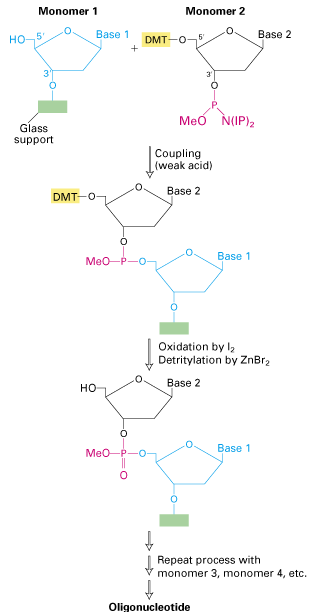 Monomer 1
Monomer 2
HO
5′
O
Base 1
3′
O
Glass
support
+
DMT
O
5′
O
Base 2
3′
O
P
MeO
N(IP)₂
Coupling
(weak acid)
DMT
O
O
Base 2
O
MeO
P
O
O
Base 1
O
Oxidation by I₂
Detritylation by ZnBr₂
HO
O
Base 2
O
MeO
P
O
O
Base 1
O
O
Repeat process with
monomer 3, monomer 4, etc.
Oligonucleotide